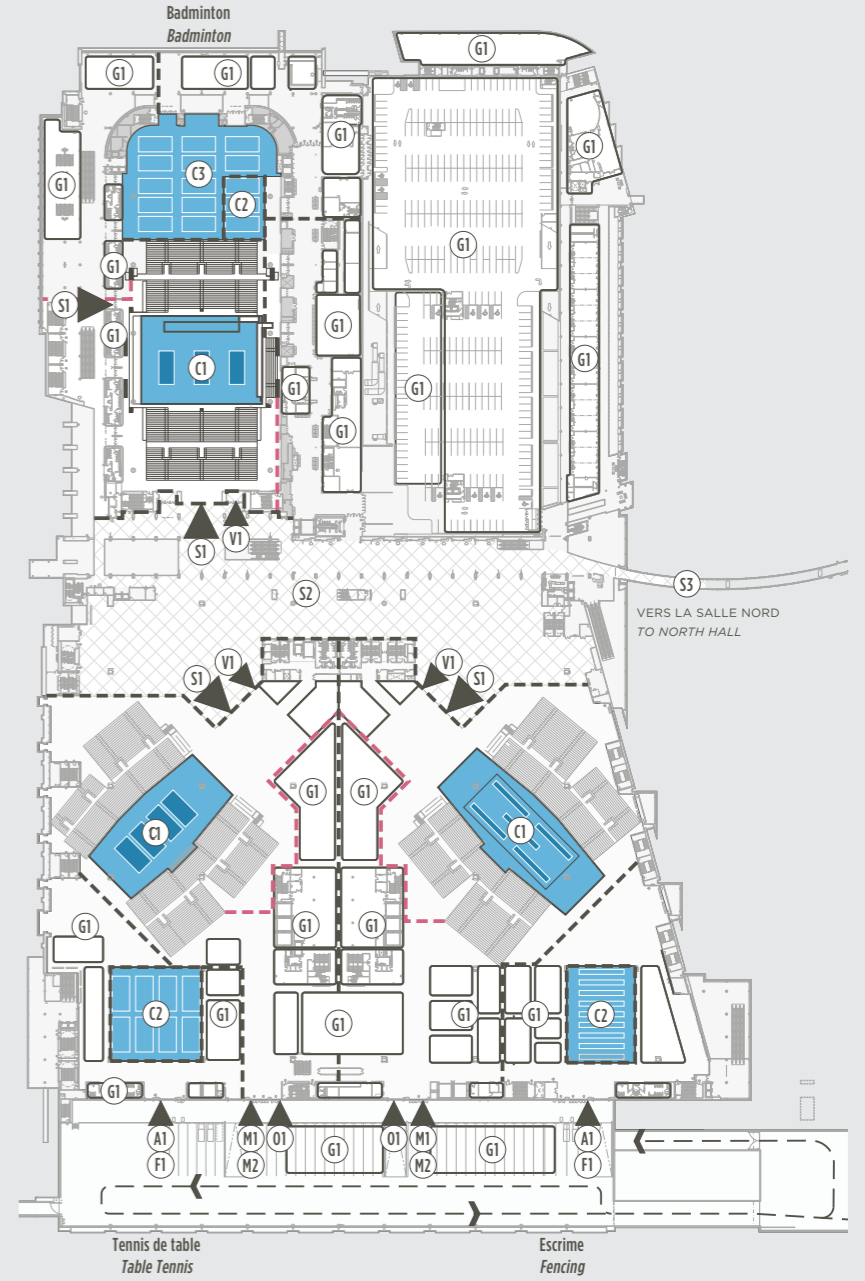 Badminton
Badminton
G1
G1
G1
G1
G1
G1
C3
C2
G1
G1
S1
G1
G1
C1
G1
G1
G1
G1
G1
S1
V1
S2
S3
VERS LA SALLE NORD
TO NORTH HALL
S1
V1
V1
S1
G1
G1
C1
C1
G1
G1
G1
C2
G1
G1
G1
G1
C2
G1
A1
F1
M1
M2
O1
G1
O1
M1
M2
G1
A1
F1
Tennis de table
Table Tennis
Escrime
Fencing